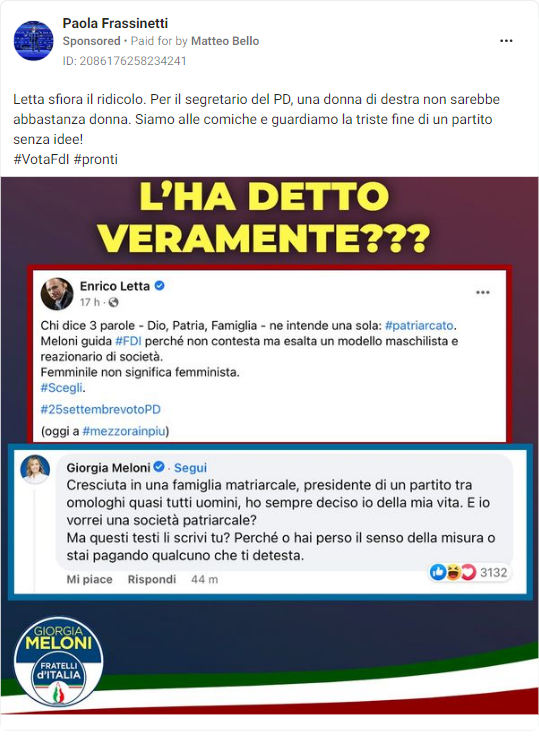 Paola Frassinetti
Sponsored • Paid for by Matteo Bello
ID: 2086176258234241
Letta sfiora il ridicolo. Per il segretario del PD, una donna di destra non sarebbe
abbastanza donna. Siamo alle comiche e guardiamo la triste fine di un partito
senza idee!
#VotaFdI #pronti
L'HA DETTO
VERAMENTE???
Enrico Letta
17 h ·
Chi dice 3 parole - Dio, Patria, Famiglia - ne intende una sola: #patriarcato.
Meloni guida #FDI perché non contesta ma esalta un modello maschilista e
reazionario di società.
Femminile non significa femminista.
#Scegli.
#25settembrevotoPD
(oggi a #mezzorainpiu)
Giorgia Meloni · Segui
Cresciuta in una famiglia matriarcale, presidente di un partito tra
omologhi quasi tutti uomini, ho sempre deciso io della mia vita. E io
vorrei una società patriarcale?
Ma questi testi li scrivi tu? Perché o hai perso il senso della misura o
stai pagando qualcuno che ti detesta.
Mi piace Rispondi 44 m
3132
GIORGIA
MELONI
FRATELLI
d'ITALIA